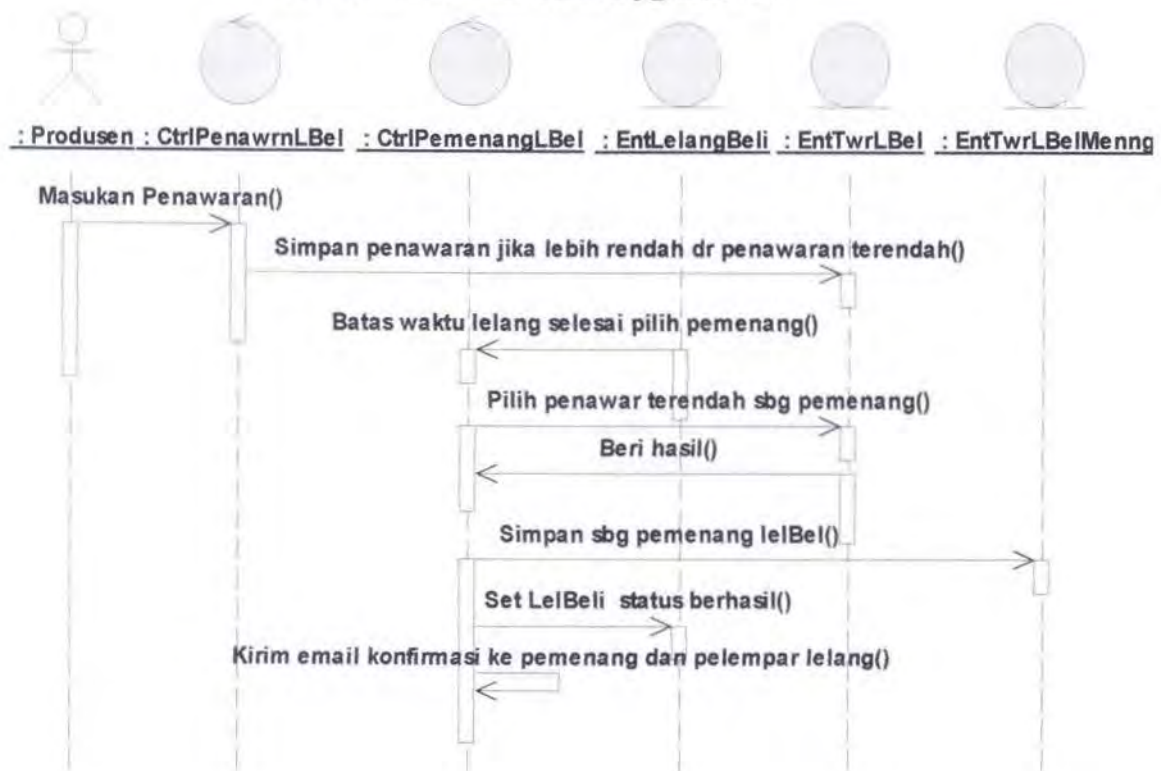 : Produsen : CtrlPenawrnLBel : CtrlPemenangLBel : EntLelangBeli : EntTwrLBel : EntTwrLBelMenng
Masukan Penawaran()
Simpan penawaran jika lebih rendah dr penawaran terendah()
Batas waktu lelang selesai pilih pemenang()
Pilih penawar terendah sbg pemenang()
Beri hasil()
Simpan sbg pemenang lelBel()
Set LelBeli status berhasil()
Kirim email konfirmasi ke pemenang dan pelempar lelang()